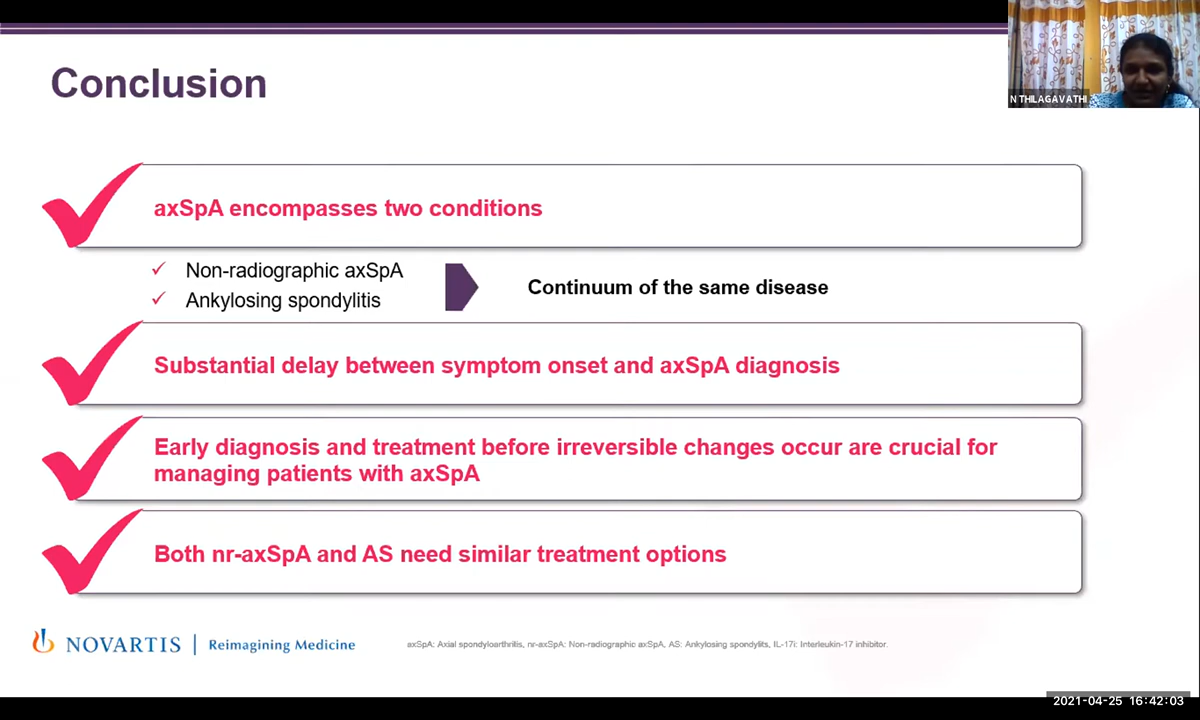 Conclusion
N THILAGAVATHI
axSpA encompasses two conditions
Non-radiographic axSpA
Ankylosing spondylitis
Continuum of the same disease
Substantial delay between symptom onset and axSpA diagnosis
Early diagnosis and treatment before irreversible changes occur are crucial for
managing patients with axSpA
Both nr-axSpA and AS need similar treatment options
NOVARTIS | Reimagining Medicine
axSpA: Axial spondyloarthritis, nr-axSpA: Non-radiographic axSpA, AS: Ankylosing spondylits, IL-17i: Interleukin-17 inhibitor.
2021-04-25 16:42:03